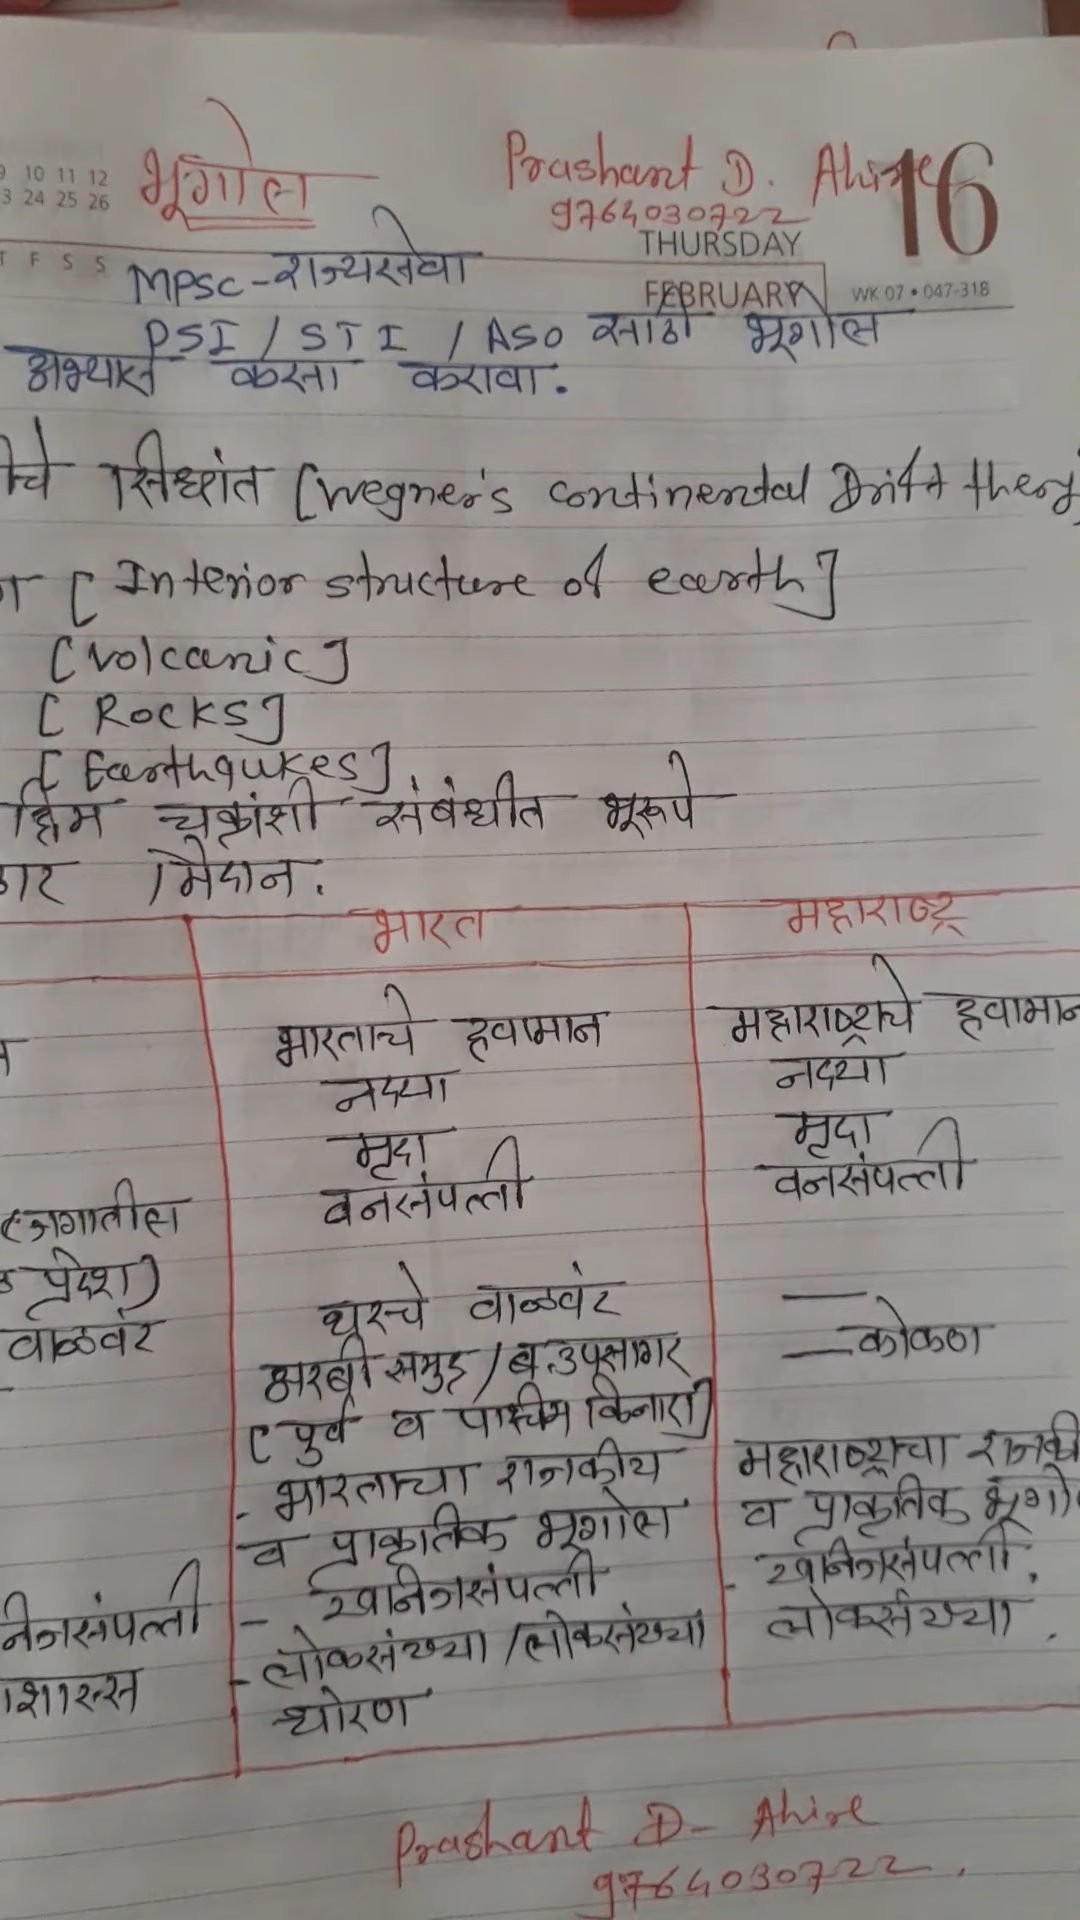 10 11 12
3 24 25 26
भूगोल
Prashant D. Ahire
16
9764030722
THURSDAY
T F S S
MPSC-राज्यसेवा
FEBRUARY
WK 07 • 047-318
PSI / STI / ASO साठी भूगोल
अभ्यास कसा करावा.
चे सिद्धांत [Wegner's continental Drift theory
[Interior structure of earth]
[Volcanic]
[Rocks]
[Earthqukes]
हिम चक्रांशी संबंधीत भूरूपे
मैदान.
भारत
महाराष्ट्र
भारताचे हवामान
महाराष्ट्राचे हवामान
नद्या
नद्या
मृदा
मृदा
वनसंपत्ती
वनसंपत्ती
(जगातील
प्रदेश)
थरचे वाळवंट
वाळवंट
कोकण
अरबी समुद्र / बं.उपसागर
(पुर्व व पाश्चिम किनारा)
- भारताचा राजकीय
महाराष्ट्राचा
व प्राकृतिक भूगोल
व प्राकृतिक
- खनिजसंपत्ती
- खनिजसंपत्ती.
- लोकसंख्या / लोकसंख्या
लोकसंख्या.
धोरण
Prashant D- Ahire
9764030722.